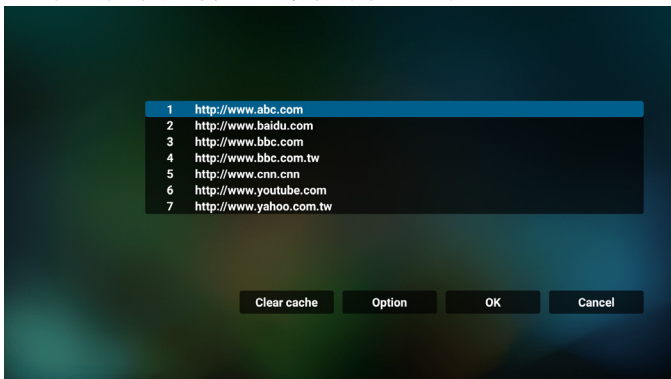 1 http://www.abc.com
2 http://www.baidu.com
3 http://www.bbc.com
4 http://www.bbc.com.tw
5 http://www.cnn.cnn
6 http://www.youtube.com
7 http://www.yahoo.com.tw
Clear cache Option OK Cancel